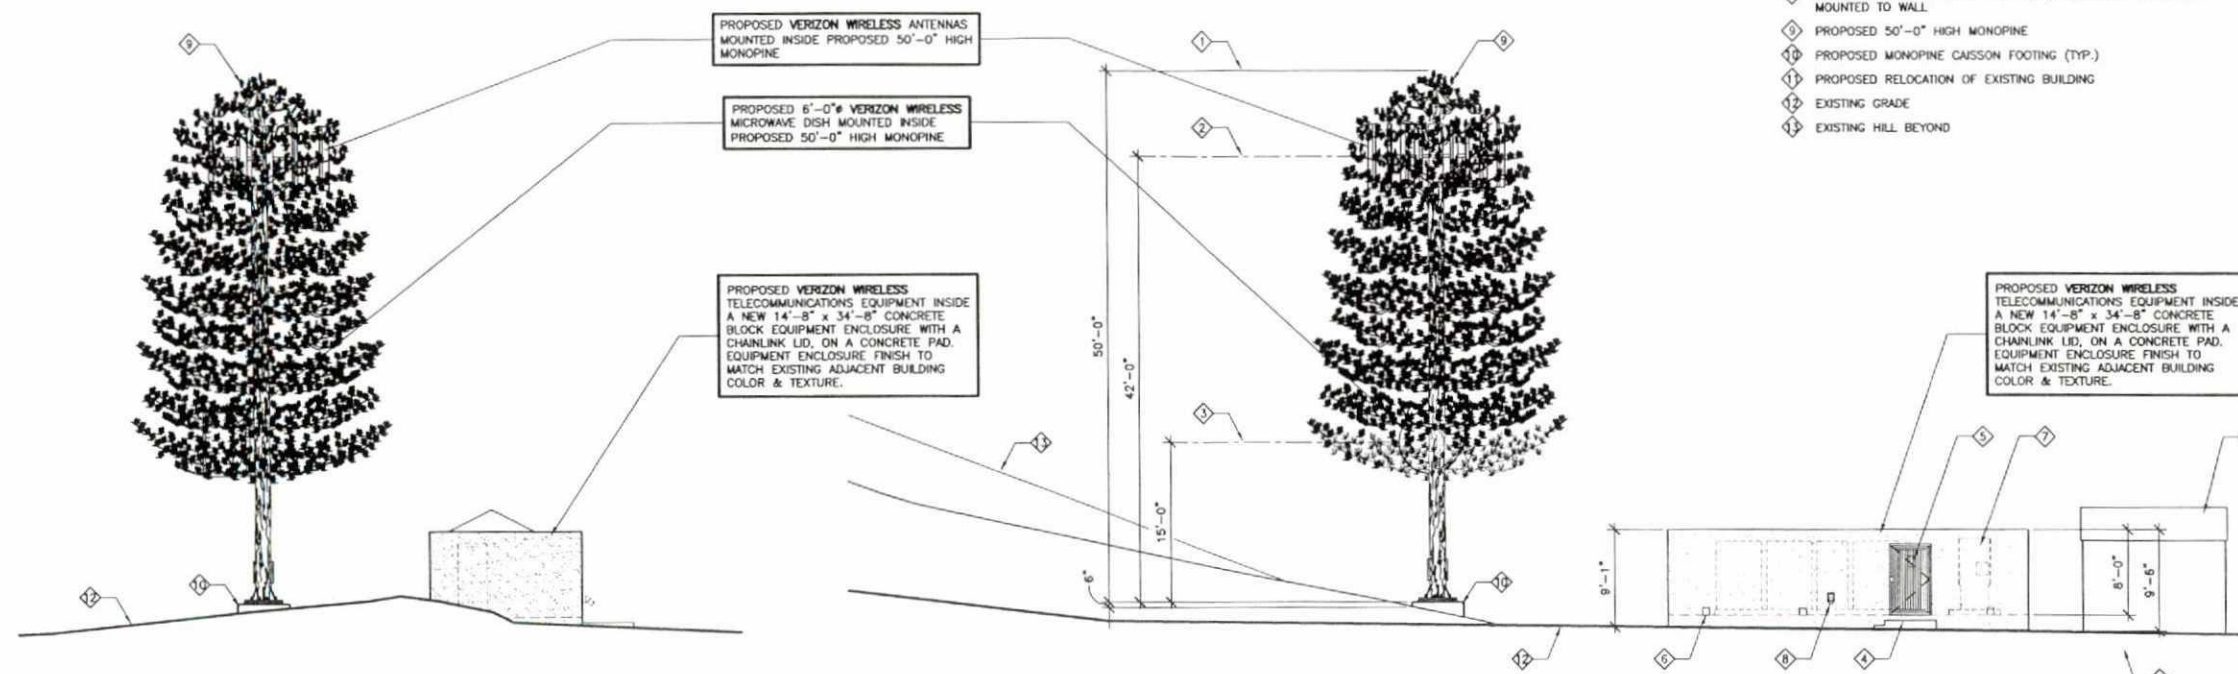 PROPOSED VERIZON WIRELESS ANTENNAS
MOUNTED INSIDE PROPOSED 50'-0" HIGH
MONOPINE
PROPOSED 6'-0"ø VERIZON WIRELESS
MICROWAVE DISH MOUNTED INSIDE
PROPOSED 50'-0" HIGH MONOPINE
PROPOSED VERIZON WIRELESS
TELECOMMUNICATIONS EQUIPMENT INSIDE
A NEW 14'-8" x 34'-8" CONCRETE
BLOCK EQUIPMENT ENCLOSURE WITH A
CHAINLINK LID, ON A CONCRETE PAD.
EQUIPMENT ENCLOSURE FINISH TO
MATCH EXISTING ADJACENT BUILDING
COLOR & TEXTURE.
9
10
12
13
1
2
3
9
10
12
50'-0"
42'-0"
15'-0"
6"
MOUNTED TO WALL
9 PROPOSED 50'-0" HIGH MONOPINE
10 PROPOSED MONOPINE CAISSON FOOTING (TYP.)
11 PROPOSED RELOCATION OF EXISTING BUILDING
12 EXISTING GRADE
13 EXISTING HILL BEYOND
PROPOSED VERIZON WIRELESS
TELECOMMUNICATIONS EQUIPMENT INSIDE
A NEW 14'-8" x 34'-8" CONCRETE
BLOCK EQUIPMENT ENCLOSURE WITH A
CHAINLINK LID, ON A CONCRETE PAD.
EQUIPMENT ENCLOSURE FINISH TO
MATCH EXISTING ADJACENT BUILDING
COLOR & TEXTURE.
5
7
9'-1"
8'-0"
9'-6"
6
8
4